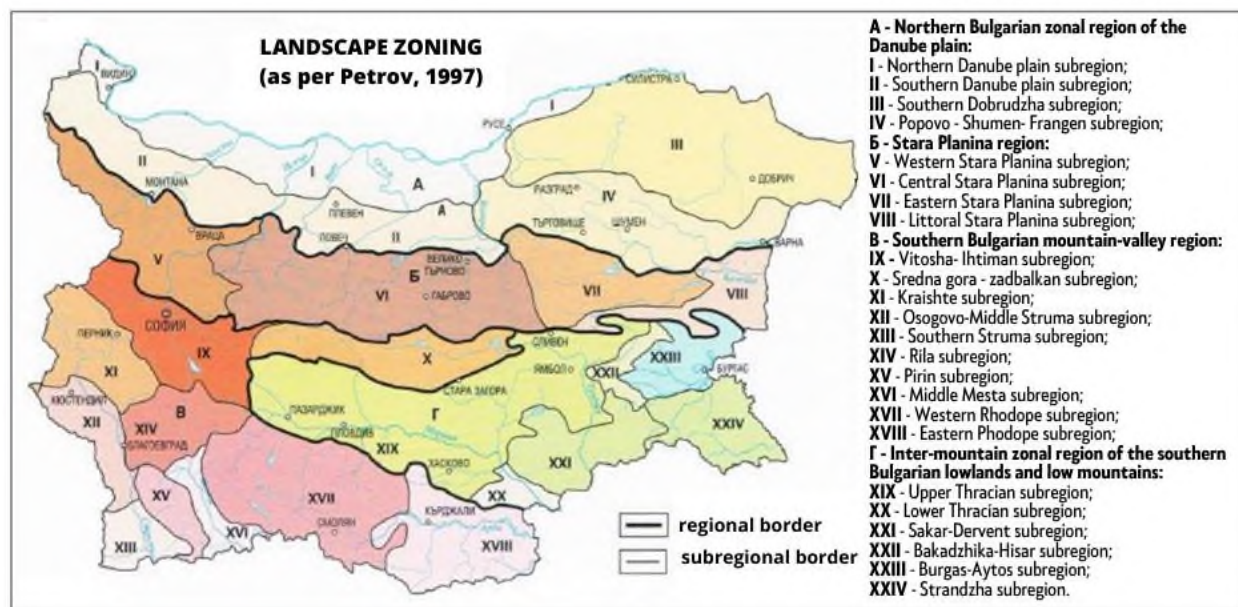 LANDSCAPE ZONING
(as per Petrov, 1997)
I
ВИДИН
СИЛИСТРА
I
РУСЕ
III
II
МОНТАНА
I
A
ДОБРИЧ
РАЗГРАД
IV
ПЛЕВЕН
A
ТЪРГОВИЩЕ
ШУМЕН
ВРАЦА
ЛОВЕЧ
II
ВАРНА
V
Б
ВЕЛИКО
ТЪРНОВО
VI
ГАБРОВО
VII
VIII
СОФИЯ
ПЕРНИК
IX
X
СЛИВЕН
XXIII
XI
ЯМБОЛ
XXII
БУРГАС
КЮСТЕНДИЛ
СТАРА ЗАГОРА
XII
B
ПАЗАРДЖИК
Г
XIV
БЛАГОЕВГРАД
ПЛОВДИВ
XIX
XXIV
ХАСКОВО
XXI
XV
XVII
XX
СМОЛЯН
КЪРДЖАЛИ
XIII
XVI
XVIII
regional border
subregional border
A - Northern Bulgarian zonal region of the
Danube plain:
I - Northern Danube plain subregion;
II - Southern Danube plain subregion;
III - Southern Dobrudzha subregion;
IV - Popovo - Shumen- Frangen subregion;
Б - Stara Planina region:
V - Western Stara Planina subregion;
VI - Central Stara Planina subregion;
VII - Eastern Stara Planina subregion;
VIII - Littoral Stara Planina subregion;
B - Southern Bulgarian mountain-valley region:
IX - Vitosha- Ihtiman subregion;
X - Sredna gora - zadbalkan subregion;
XI - Kraishte subregion;
XII - Osogovo-Middle Struma subregion;
XIII - Southern Struma subregion;
XIV - Rila subregion;
XV - Pirin subregion;
XVI - Middle Mesta subregion;
XVII - Western Rhodope subregion;
XVIII - Eastern Phodope subregion;
Г - Inter-mountain zonal region of the southern
Bulgarian lowlands and low mountains:
XIX - Upper Thracian subregion;
XX - Lower Thracian subregion;
XXI - Sakar-Dervent subregion;
XXII - Bakadzhika-Hisar subregion;
XXIII - Burgas-Aytos subregion;
XXIV - Strandzha subregion.